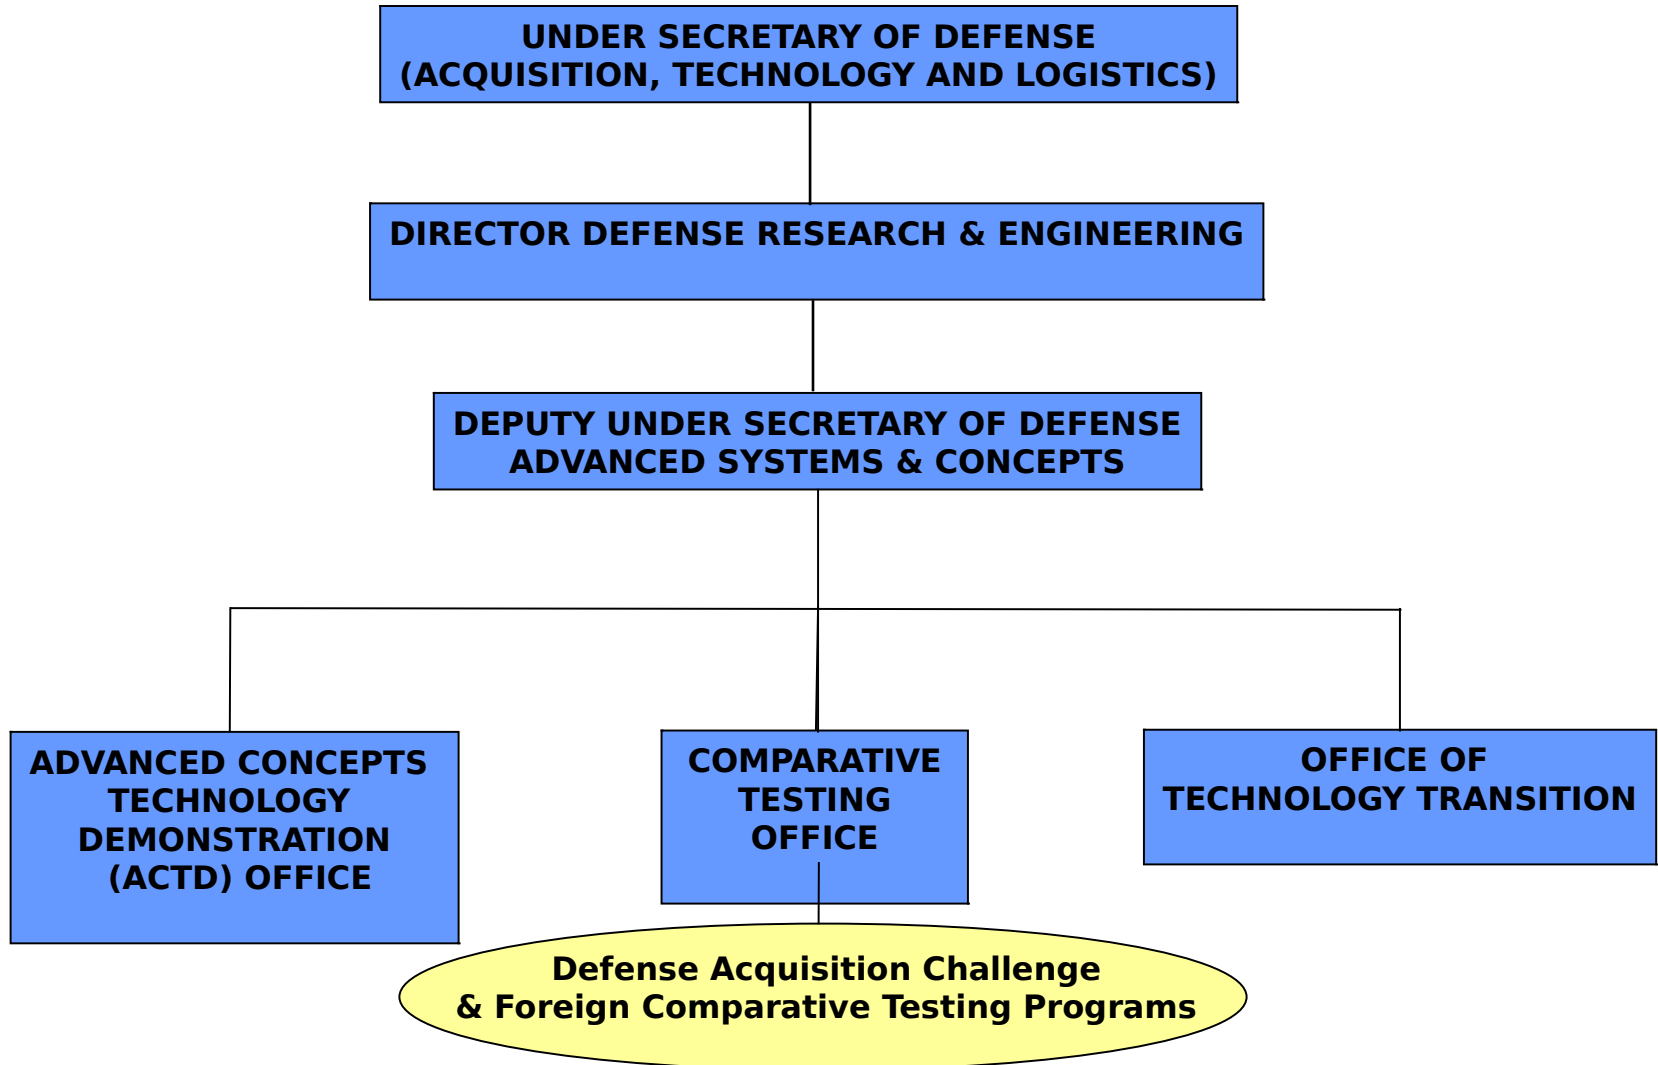 UNDER SECRETARY OF DEFENSE
(ACQUISITION, TECHNOLOGY AND LOGISTICS)
DIRECTOR DEFENSE RESEARCH & ENGINEERING
DEPUTY UNDER SECRETARY OF DEFENSE
ADVANCED SYSTEMS & CONCEPTS
ADVANCED CONCEPTS
TECHNOLOGY
DEMONSTRATION
(ACTD) OFFICE
COMPARATIVE
TESTING
OFFICE
OFFICE OF
TECHNOLOGY TRANSITION
Defense Acquisition Challenge
& Foreign Comparative Testing Programs